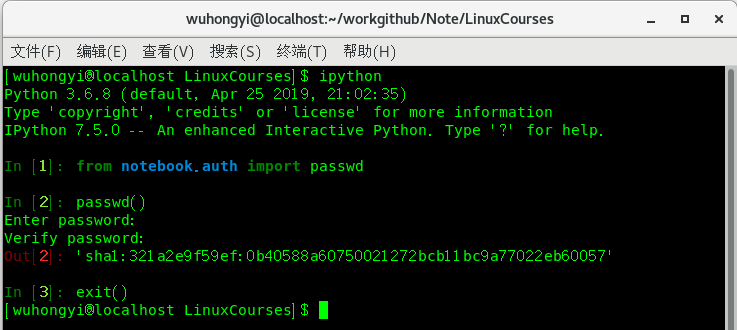 wuhongyi@localhost:~/workgithub/Note/LinuxCourses
文件(F) 编辑(E) 查看(V) 搜索(S) 终端(T) 帮助(H)
[wuhongyi@localhost LinuxCourses]$ ipython
Python 3.6.8 (default, Apr 25 2019, 21:02:35)
Type 'copyright', 'credits' or 'license' for more information
IPython 7.5.0 -- An enhanced Interactive Python. Type '?' for help.
In [1]: from notebook.auth import passwd
In [2]: passwd()
Enter password:
Verify password:
Out[2]: 'sha1:321a2e9f59ef:0b40588a60750021272bcb11bc9a77022eb60057'
In [3]: exit()
[wuhongyi@localhost LinuxCourses]$